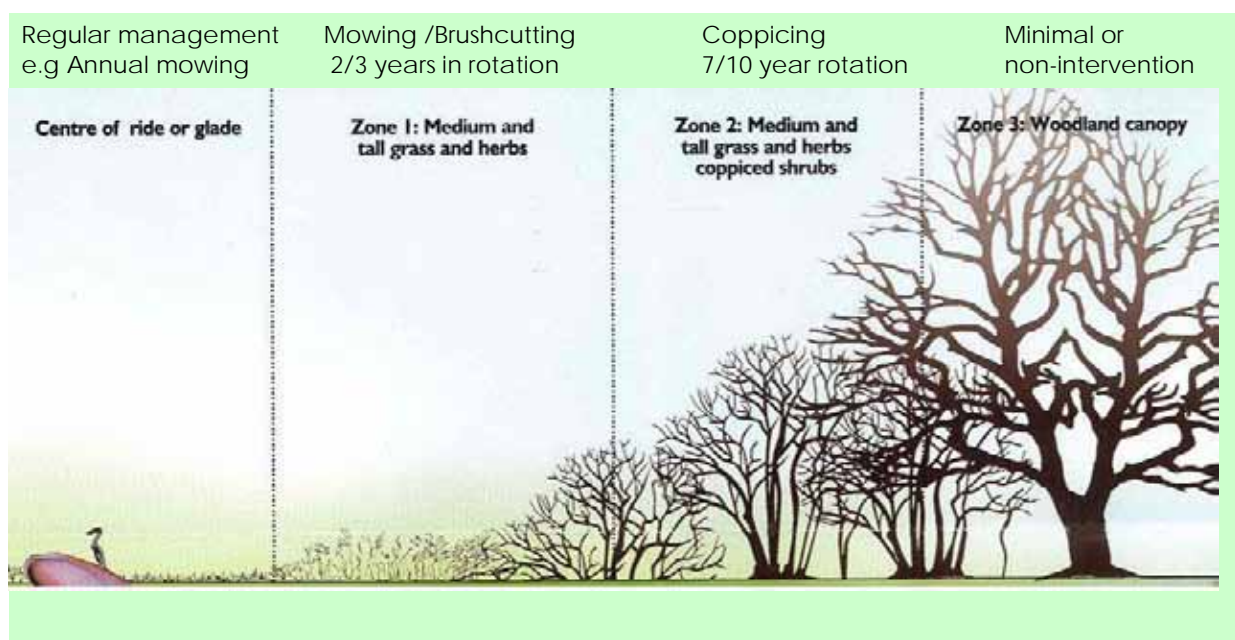 Regular management
e.g Annual mowing
Mowing /Brushcutting
2/3 years in rotation
Coppicing
7/10 year rotation
Minimal or
non-intervention
Centre of ride or glade
Zone 1: Medium and
tall grass and herbs
Zone 2: Medium and
tall grass and herbs
coppiced shrubs
Zone 3: Woodland canopy